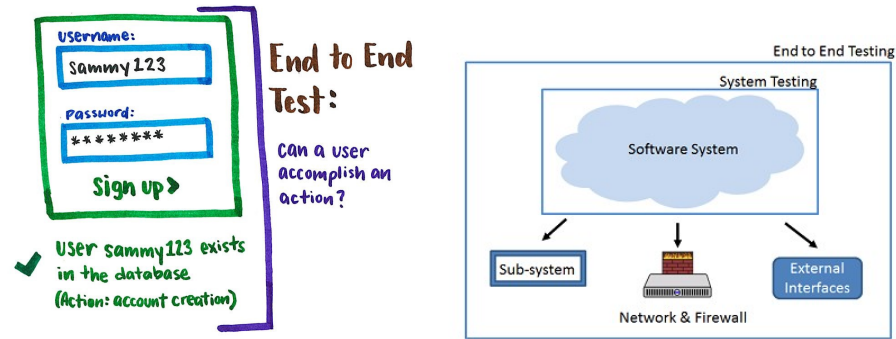 Username:
Sammy123
Password:
********
Sign up >
User sammy123 exists
in the database
(Action: account creation)
End to End
Test:
Can a user
accomplish an
action?
End to End Testing
System Testing
Software System
Sub-system
Network & Firewall
External
Interfaces